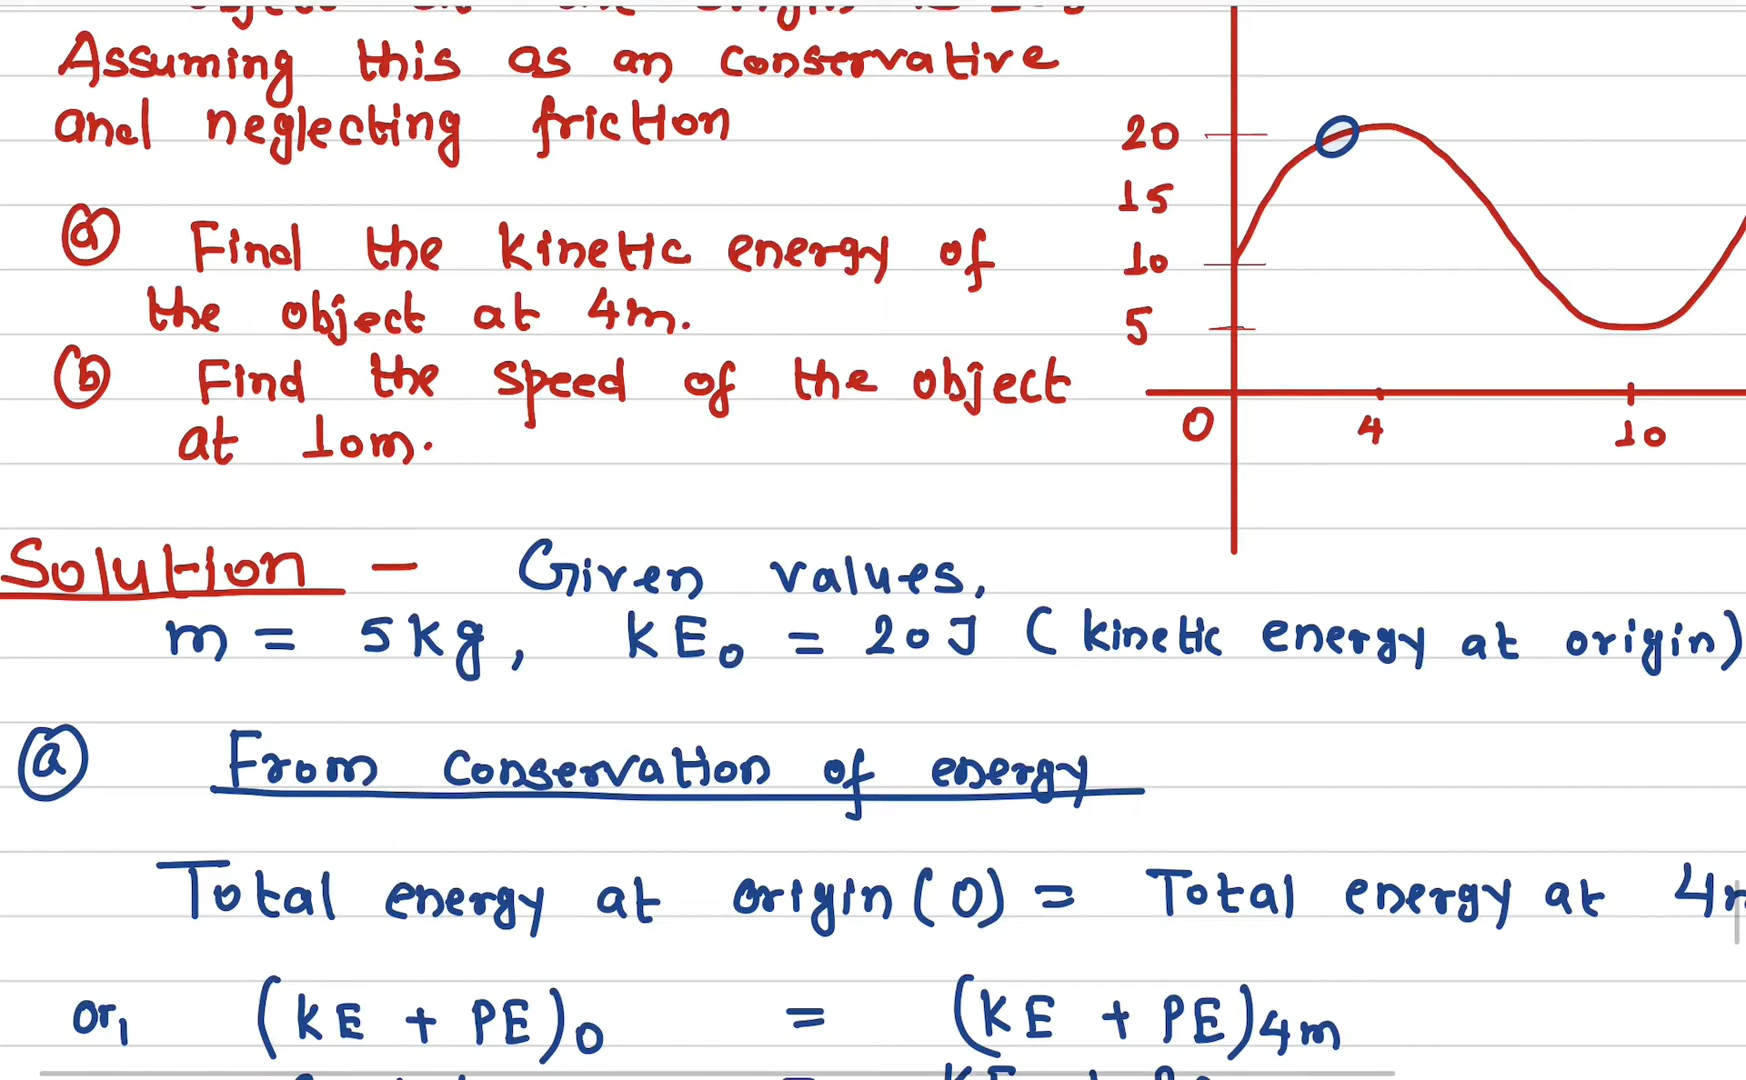 Assuming this as an conservative
and neglecting friction
(a) Find the kinetic energy of
the object at 4m.
(b) Find the speed of the object
at 10m.
20
15
10
5
0
4
10
Solution - Given values,
m = 5kg, KE₀ = 20J (kinetic energy at origin)
(a) From conservation of energy
Total energy at origin (0) = Total energy at 4m
or, (KE + PE)₀ = (KE + PE)4m